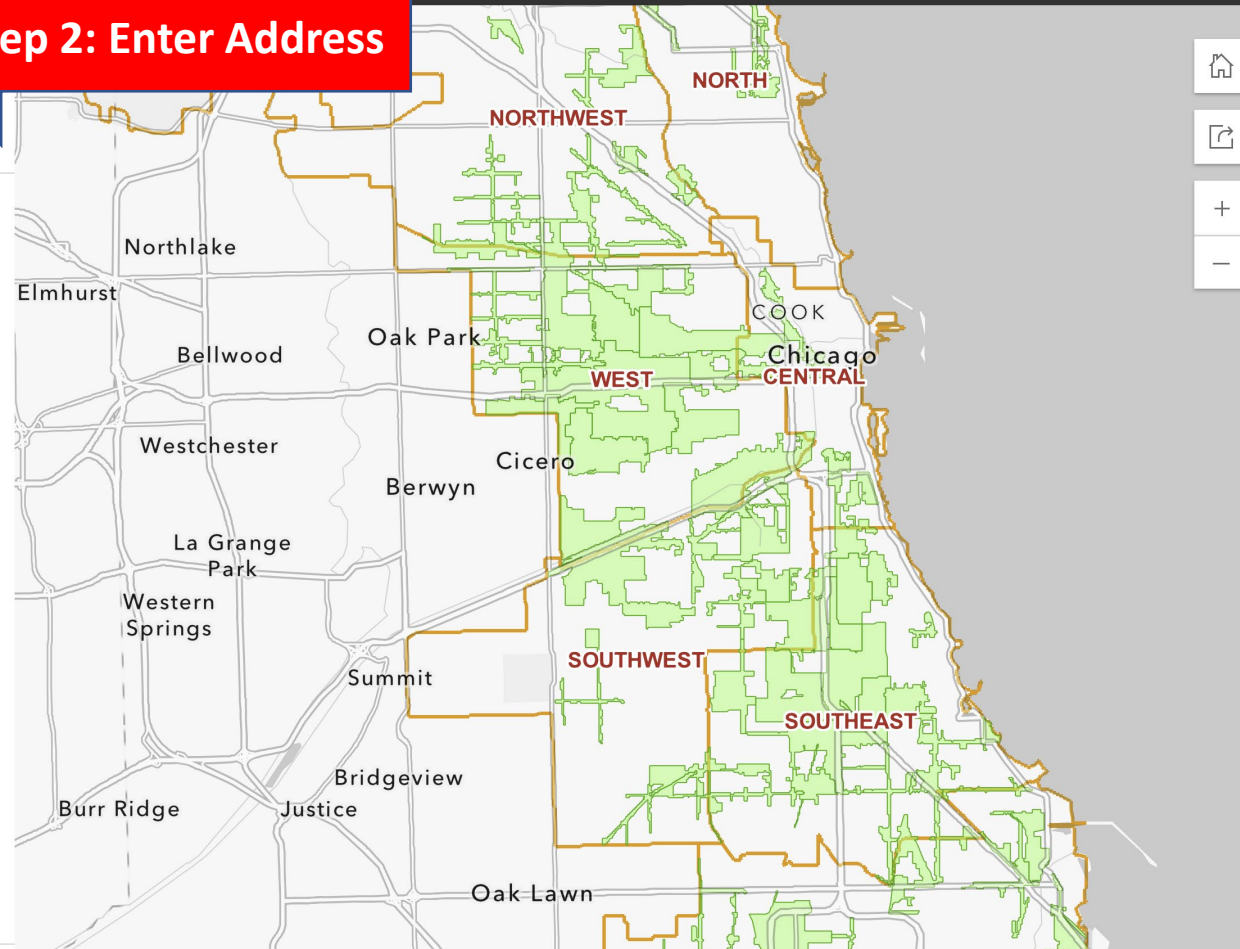 ep 2: Enter Address
NORTH
NORTHWEST
Northlake
Elmhurst
COOK
Oak Park
Bellwood
Chicago
WEST
CENTRAL
Westchester
Cicero
Berwyn
La Grange
Park
Western
Springs
SOUTHWEST
Summit
SOUTHEAST
Bridgeview
Burr Ridge
Justice
Oak Lawn